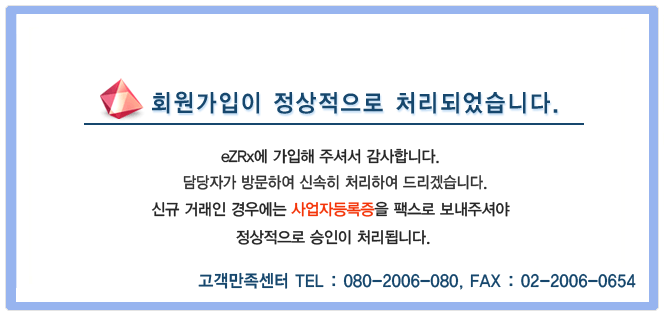 회원가입이 정상적으로 처리되었습니다.
eZRx에 가입해 주셔서 감사합니다.
담당자가 방문하여 신속히 처리하여 드리겠습니다.
신규 거래인 경우에는 사업자등록증을 팩스로 보내주셔야
정상적으로 승인이 처리됩니다.
고객만족센터 TEL : 080-2006-080, FAX : 02-2006-0654